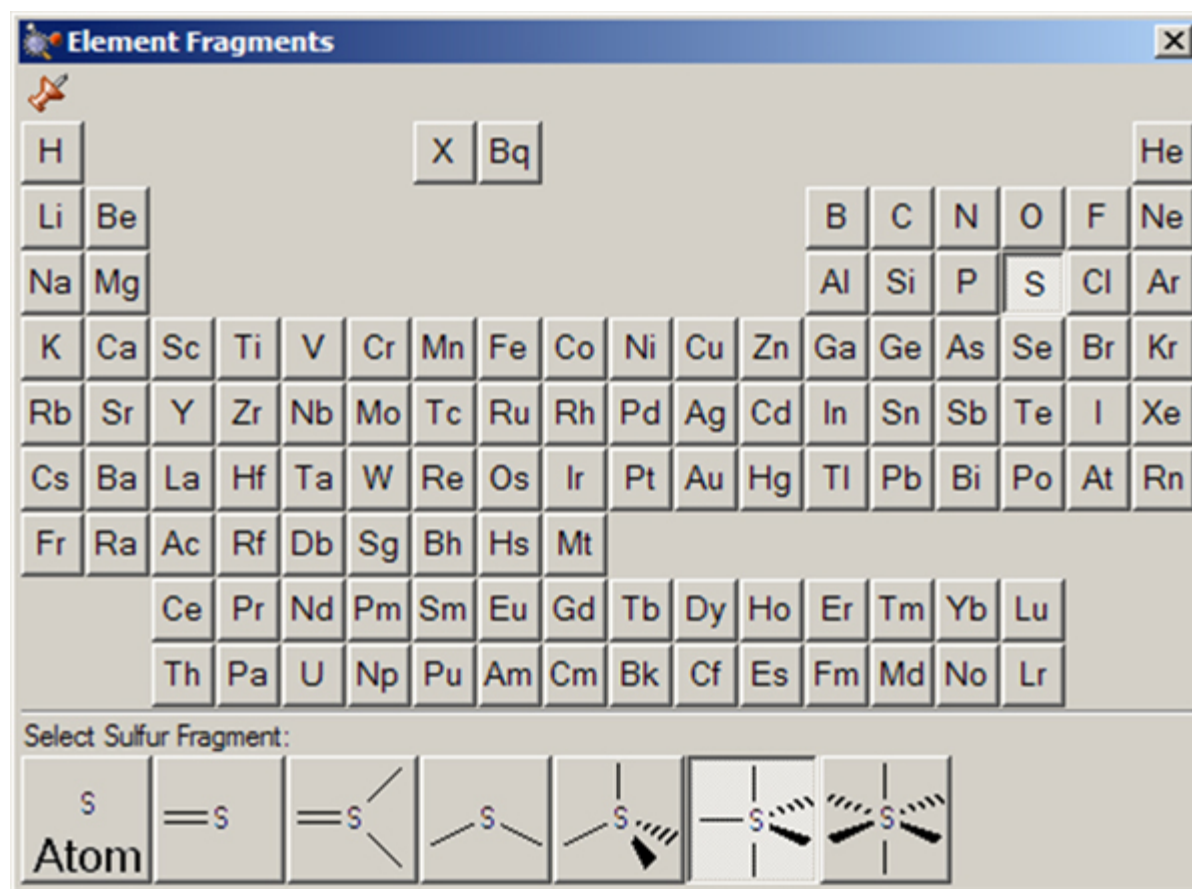 Element Fragments
H X Bq He
Li Be B C N O F Ne
Na Mg Al Si P S Cl Ar
K Ca Sc Ti V Cr Mn Fe Co Ni Cu Zn Ga Ge As Se Br Kr
Rb Sr Y Zr Nb Mo Tc Ru Rh Pd Ag Cd In Sn Sb Te I Xe
Cs Ba La Hf Ta W Re Os Ir Pt Au Hg Tl Pb Bi Po At Rn
Fr Ra Ac Rf Db Sg Bh Hs Mt
Ce Pr Nd Pm Sm Eu Gd Tb Dy Ho Er Tm Yb Lu
Th Pa U Np Pu Am Cm Bk Cf Es Fm Md No Lr
Select Sulfur Fragment:
S S S S S S S
Atom